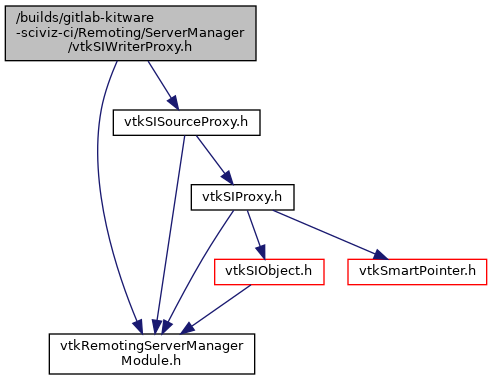 /builds/gitlab-kitware
-sciviz-ci/Remoting/ServerManager
/vtkSIWriterProxy.h
vtkSISourceProxy.h
vtkSIProxy.h
vtkSIObject.h
vtkSmartPointer.h
vtkRemotingServerManager
Module.h